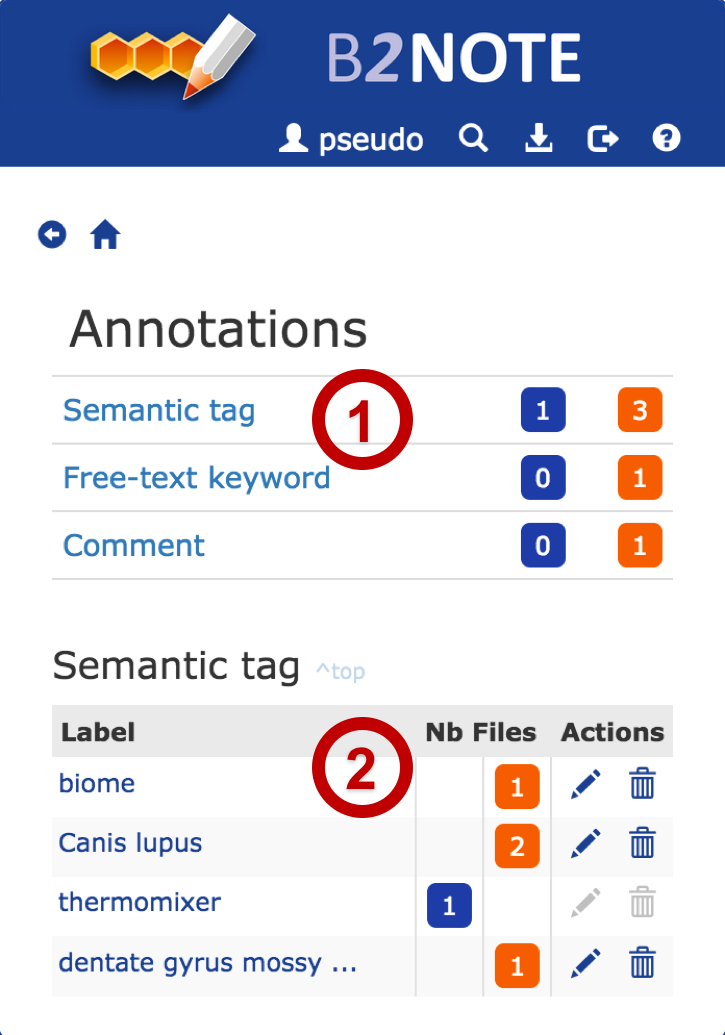 B2NOTE
pseudo
Annotations
Semantic tag 1 3
1
Free-text keyword 0 1
Comment 0 1
Semantic tag ^top
Label Nb Files Actions
2
biome 1
Canis lupus 2
thermomixer 1
dentate gyrus mossy ... 1